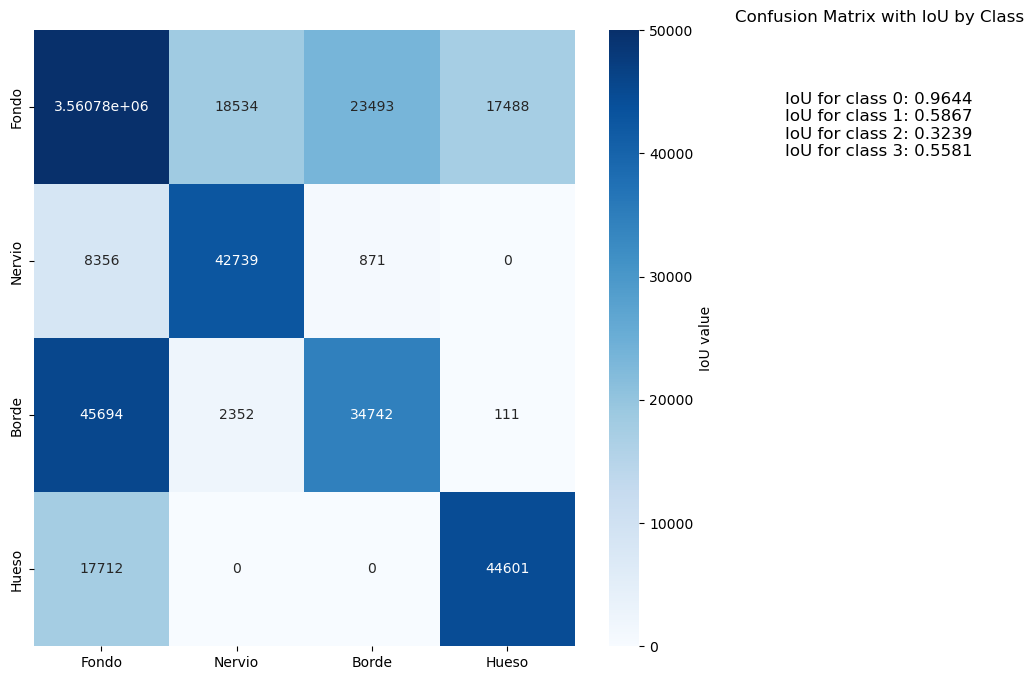 Confusion Matrix with IoU by Class
IoU for class 0: 0.9644
IoU for class 1: 0.5867
IoU for class 2: 0.3239
IoU for class 3: 0.5581
Fondo
3.56078e+06 18534 23493 17488
Nervio
8356 42739 871 0
Borde
45694 2352 34742 111
Hueso
17712 0 0 44601
Fondo Nervio Borde Hueso
50000
40000
30000
20000
10000
0
IoU value